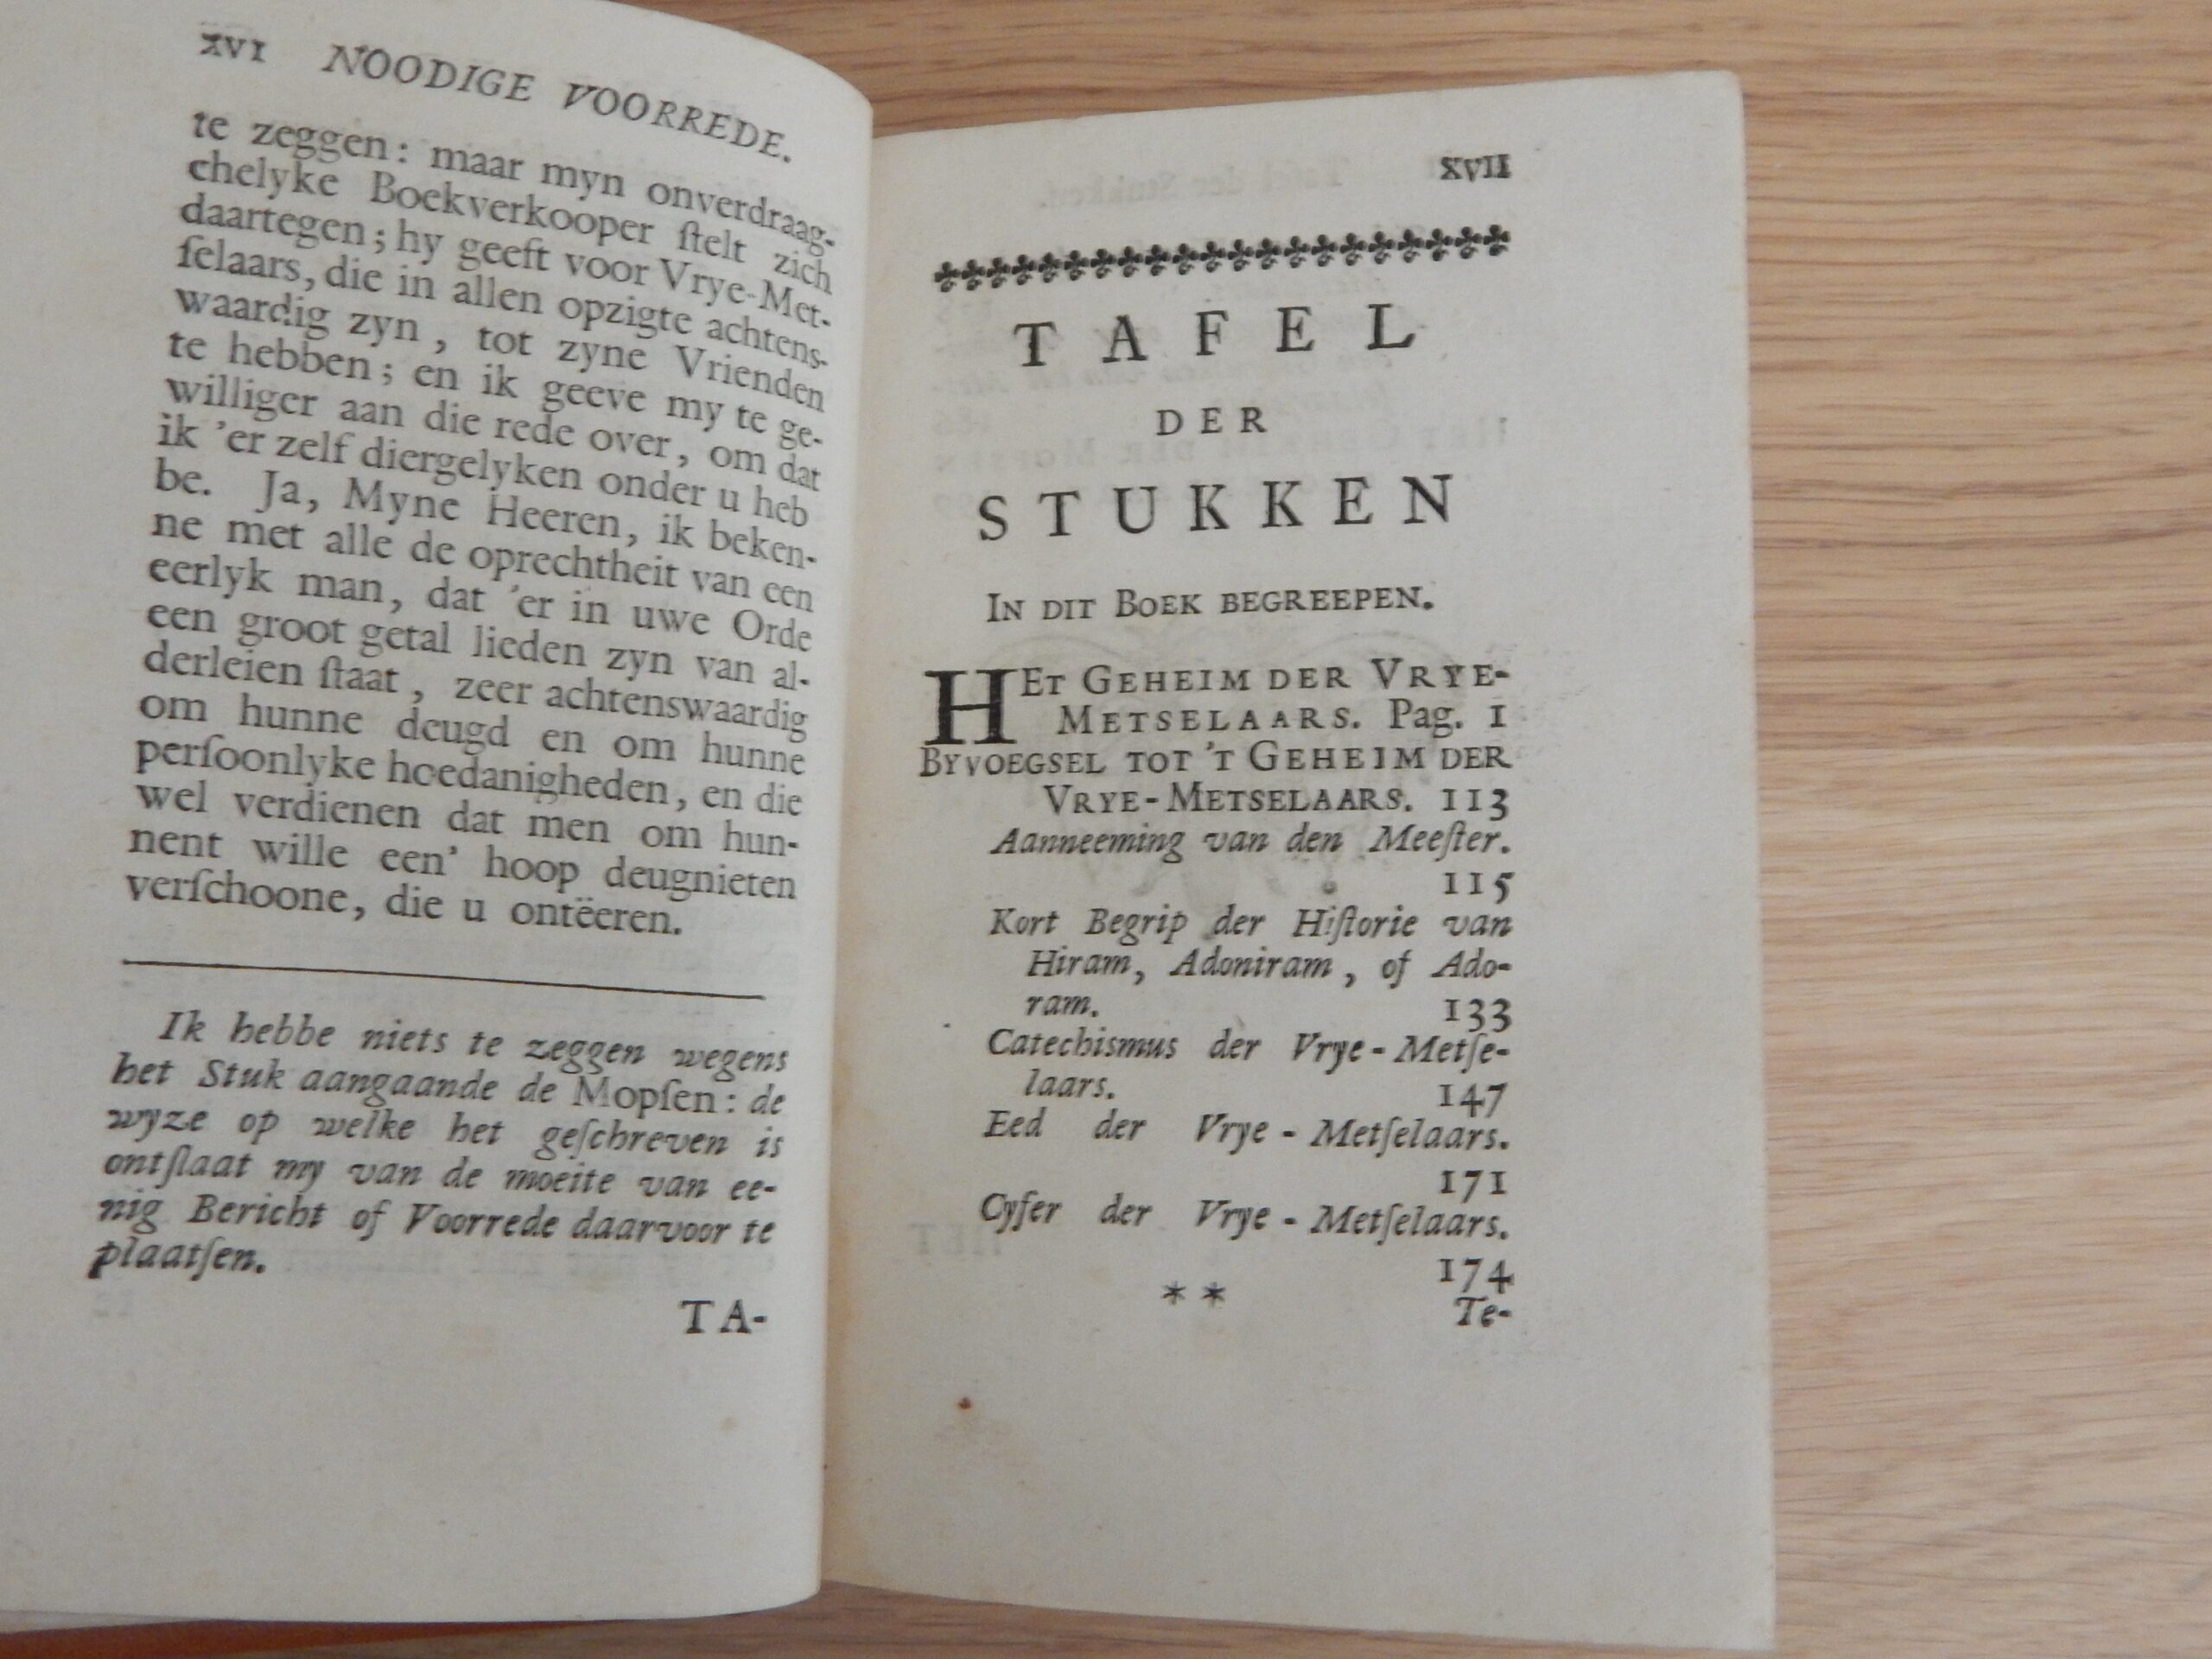 XVI NOODIGE VOORREDE.
te zeggen: maar myn onverdraag-
chelyke Boekverkooper ſtelt zich
daartegen; hy geeft voor Vrye-Met-
ſelaars, die in allen opzigte achtens-
waardig zyn, tot zyne Vrienden
te hebben; en ik geeve my te ge-
williger aan die rede over, om dat
ik 'er zelf diergelyken onder u heb
be. Ja, Myne Heeren, ik beken-
ne met alle de oprechtheit van een
eerlyk man, dat 'er in uwe Orde
een groot getal lieden zyn van al-
derleien ſtaat, zeer achtenswaardig
om hunne deugd en om hunne
perſoonlyke hoedanigheden, en die
wel verdienen dat men om hun-
nent wille een' hoop deugnieten
verſchoone, die u ontëeren.
Ik hebbe niets te zeggen wegens
het Stuk aangaande de Mopſen: de
wyze op welke het geſchreven is
ontſlaat my van de moeite van ee-
nig Bericht of Voorrede daarvoor te
plaatſen.
TA-
XVII
TAFEL
DER
STUKKEN
IN DIT BOEK BEGREEPEN.
HET GEHEIM DER VRYE-
METSELAARS. Pag. 1
BYVOEGSEL TOT 'T GEHEIM DER
VRYE-METSELAARS. 113
Aanneeming van den Meeſter.
115
Kort Begrip der Hiſtorie van
Hiram, Adoniram, of Ado-
ram. 133
Catechismus der Vrye-Metſe-
laars. 147
Eed der Vrye-Metſelaars.
171
Cyfer der Vrye-Metſelaars.
174
** Te-